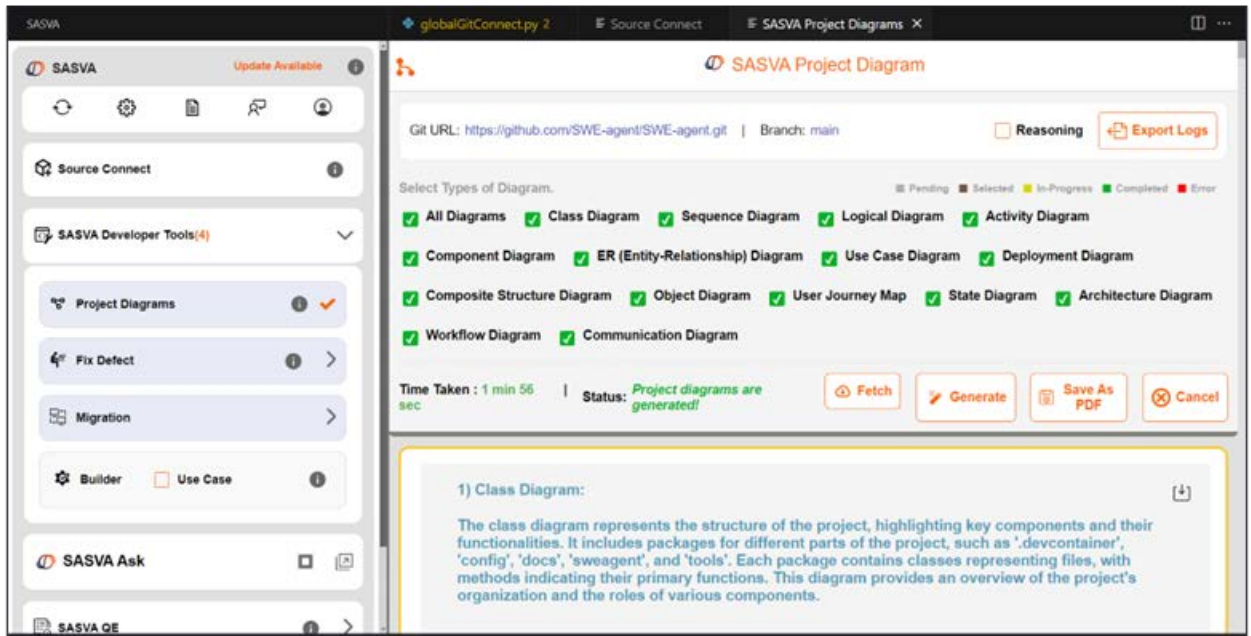 SASVA
globalGitConnect.py 2
Source Connect
SASVA Project Diagrams
SASVA
Update Available
Source Connect
SASVA Developer Tools(4)
Project Diagrams
Fix Defect
Migration
Builder
Use Case
SASVA Ask
SASVA QE
SASVA Project Diagram
Git URL: https://github.com/SWE-agent/SWE-agent.git | Branch: main
Reasoning
Export Logs
Select Types of Diagram.
Pending Selected In-Progress Completed Error
All Diagrams Class Diagram Sequence Diagram Logical Diagram Activity Diagram
Component Diagram ER (Entity-Relationship) Diagram Use Case Diagram Deployment Diagram
Composite Structure Diagram Object Diagram User Journey Map State Diagram Architecture Diagram
Workflow Diagram Communication Diagram
Time Taken : 1 min 56
sec
|
Status: Project diagrams are
generated!
Fetch
Generate
Save As
PDF
Cancel
1) Class Diagram:
The class diagram represents the structure of the project, highlighting key components and their
functionalities. It includes packages for different parts of the project, such as '.devcontainer',
'config', 'docs', 'sweagent', and 'tools'. Each package contains classes representing files, with
methods indicating their primary functions. This diagram provides an overview of the project's
organization and the roles of various components.